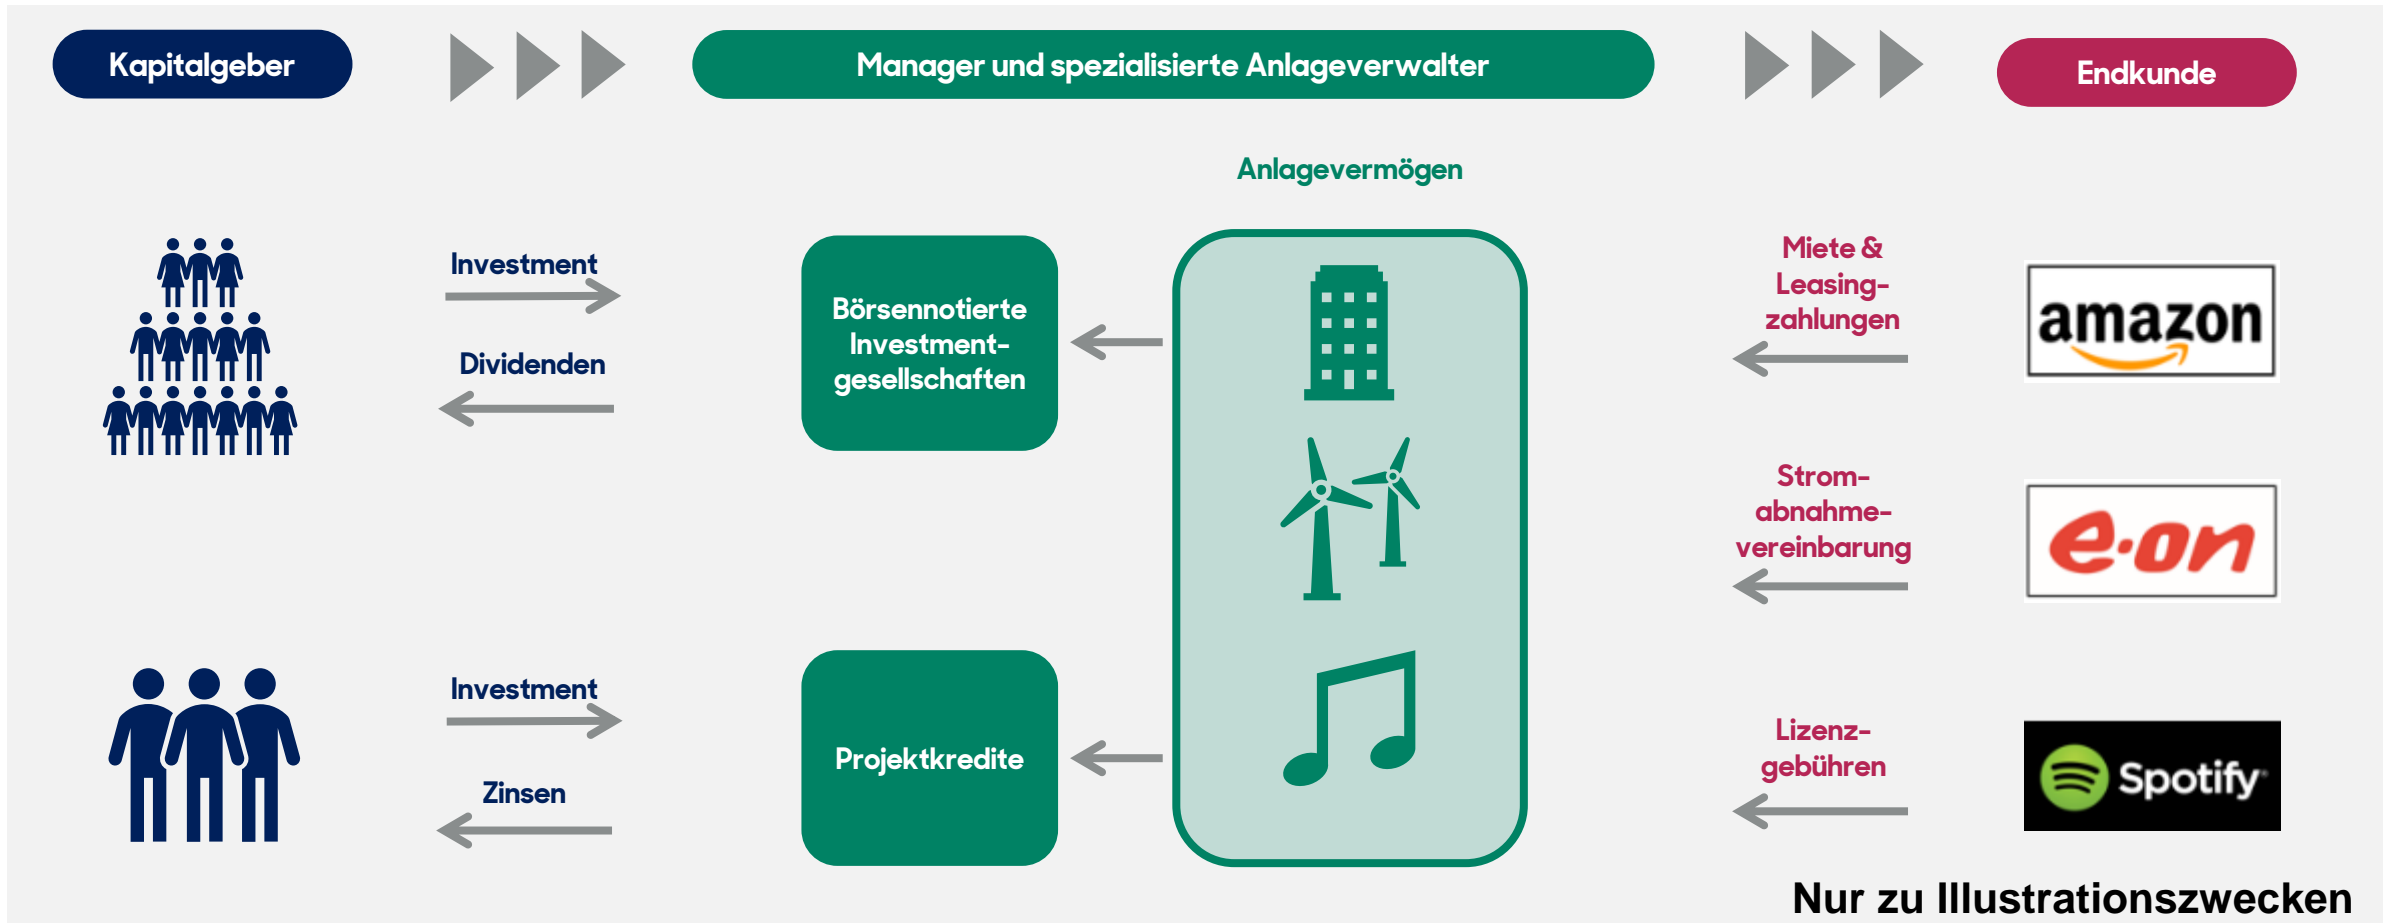 Kapitalgeber
Manager und spezialisierte Anlageverwalter
Endkunde
Anlagevermögen
Investment
Dividenden
Börsennotierte
Investment-
gesellschaften
Miete &
Leasing-
zahlungen
amazon
Strom-
abnahme-
vereinbarung
e·on
Investment
Zinsen
Projektkredite
Lizenz-
gebühren
Spotify
Nur zu Illustrationszwecken